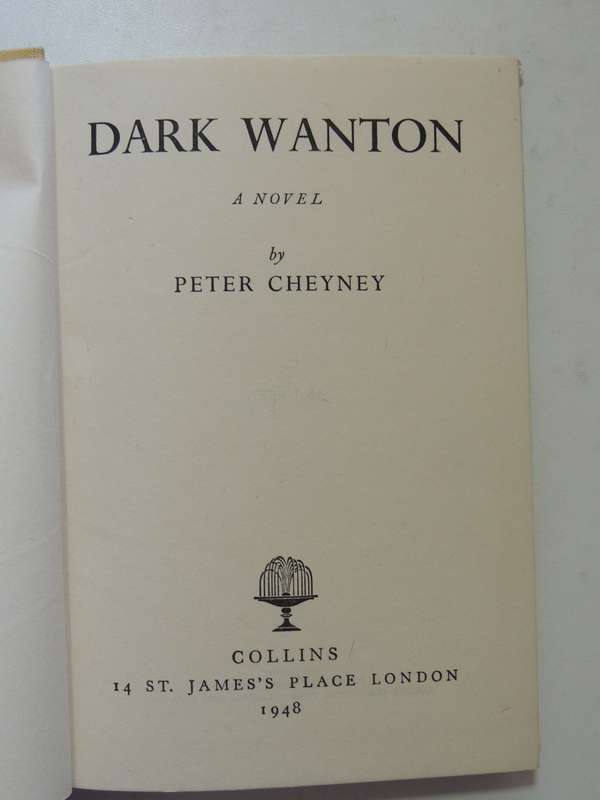 DARK WANTON
A NOVEL
by
PETER CHEYNEY
COLLINS
14 ST. JAMES'S PLACE LONDON
1948